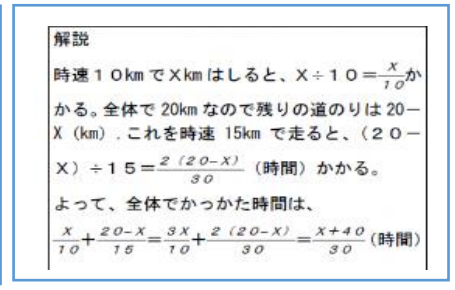 解説
時速10kmでXkmはしると、X÷10=X/10か
かる。全体で20kmなので残りの道のりは20−
X(km).これを時速 15kmで走ると、(20−
X)÷15=2(20-X)/30 (時間)かかる。
よって、全体でかっかた時間は、
X/10+20-X/15=3X/10+2(20-X)/30=X+40/30(時間)